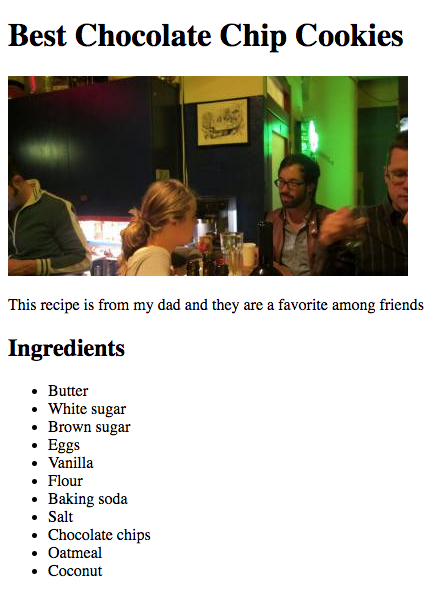 Best Chocolate Chip Cookies
This recipe is from my dad and they are a favorite among friends
Ingredients
Butter
White sugar
Brown sugar
Eggs
Vanilla
Flour
Baking soda
Salt
Chocolate chips
Oatmeal
Coconut